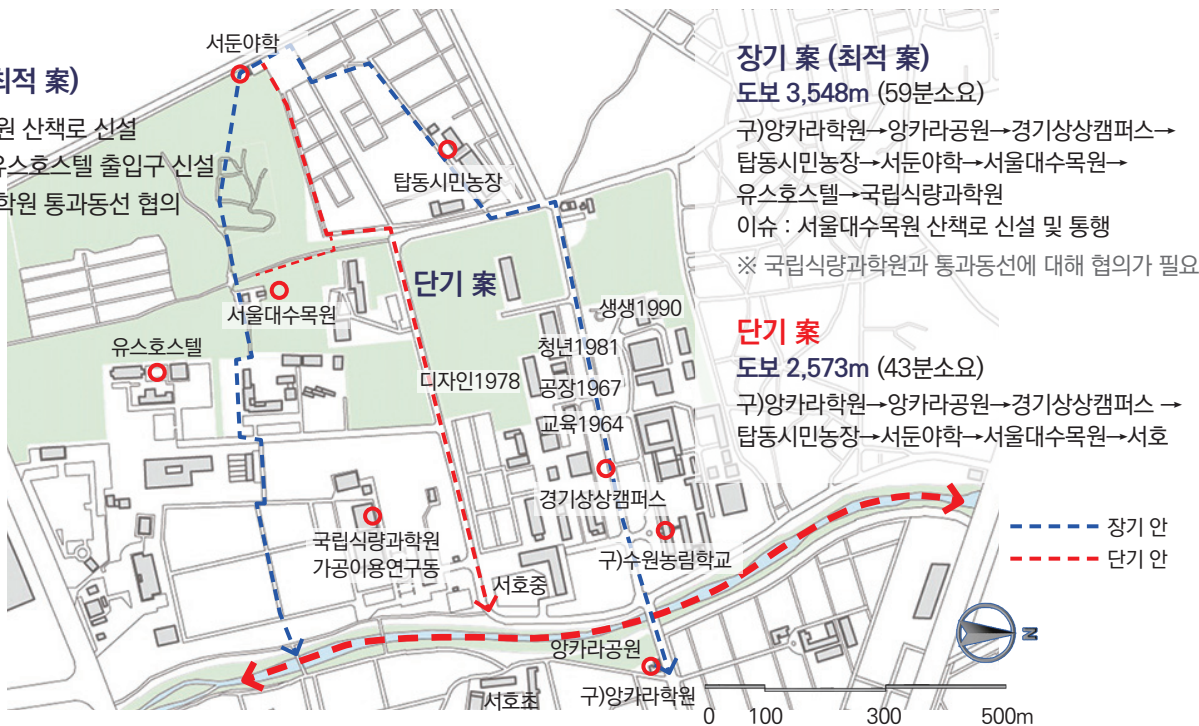 최적 案)
원 산책로 신설
유스호스텔 출입구 신설
학원 통과동선 협의
서둔야학
탑동시민농장
단기 案
서울대수목원
유스호스텔
생생1990
청년1981
디자인1978
공장1967
교육1964
경기상상캠퍼스
국립식량과학원
가공이용연구동
구)수원농림학교
서호중
앙카라공원
서호초
구)앙카라학원
장기 案 (최적 案)
도보 3,548m (59분소요)
구)앙카라학원→앙카라공원→경기상상캠퍼스→
탑동시민농장→서둔야학→서울대수목원→
유스호스텔→국립식량과학원
이슈 : 서울대수목원 산책로 신설 및 통행
※ 국립식량과학원과 통과동선에 대해 협의가 필요
단기 案
도보 2,573m (43분소요)
구)앙카라학원→앙카라공원→경기상상캠퍼스 →
탑동시민농장→서둔야학→서울대수목원→서호
장기 안
단기 안
N
0 100 300 500m